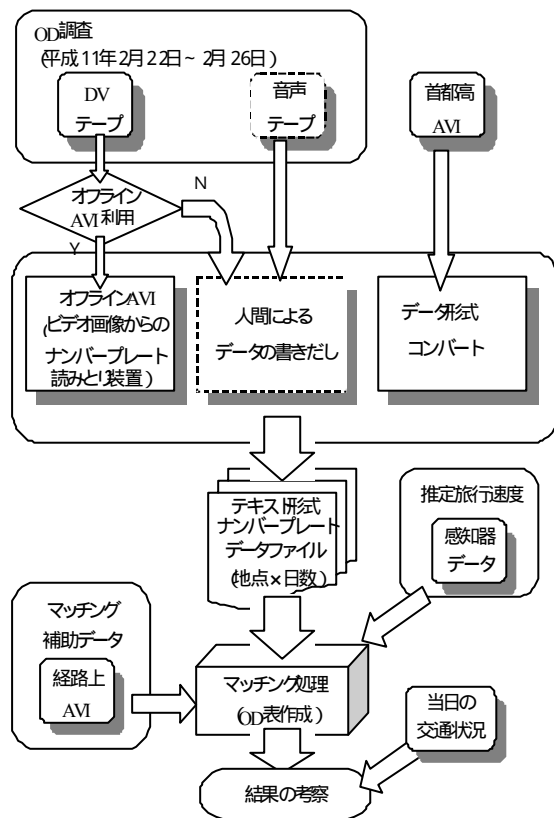 OD調査
(平成11年2月22日~2月26日)
DV
テープ
音声
テープ
首都高
AVI
オフライン
AVI利用
N
Y
オフラインAVI
(ビデオ画像からの
ナンバープレート
読みとり装置)
人間による
データの書きだし
データ形式
コンバート
テキスト形式
ナンバープレート
データファイル
(地点×日数)
推定旅行速度
感知器
データ
マッチング
補助データ
経路上
AVI
マッチング処理
(OD表作成)
当日の
交通状況
結果の考察